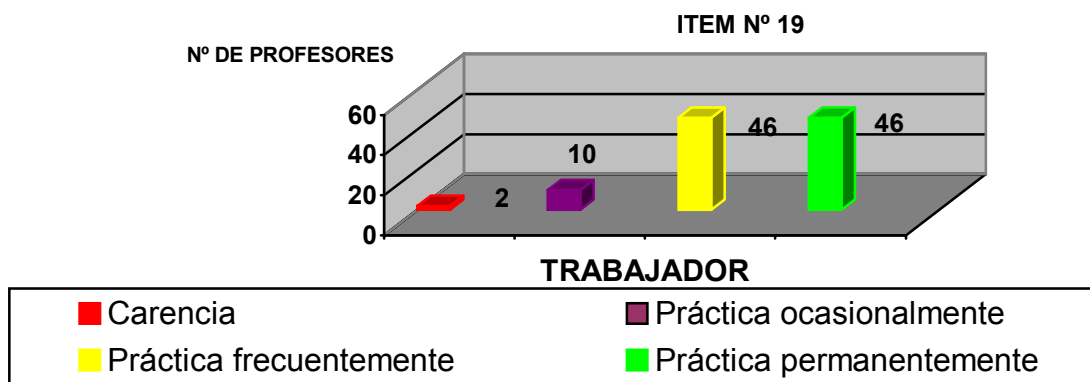 ITEM Nº 19
Nº DE PROFESORES
60
40
20
0
2
10
46
46
TRABAJADOR
Carencia
Práctica ocasionalmente
Práctica frecuentemente
Práctica permanentemente